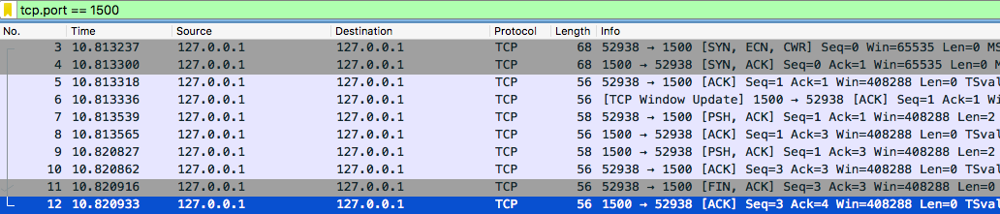 tcp.port == 1500
No. Time Source Destination Protocol Length Info
3 10.813237 127.0.0.1 127.0.0.1 TCP 68 52938 → 1500 [SYN, ECN, CWR] Seq=0 Win=65535 Len=0 MS
4 10.813300 127.0.0.1 127.0.0.1 TCP 68 1500 → 52938 [SYN, ACK] Seq=0 Ack=1 Win=65535 Len=0 M
5 10.813318 127.0.0.1 127.0.0.1 TCP 56 52938 → 1500 [ACK] Seq=1 Ack=1 Win=408288 Len=0 TSval
6 10.813336 127.0.0.1 127.0.0.1 TCP 56 [TCP Window Update] 1500 → 52938 [ACK] Seq=1 Ack=1 Wi
7 10.813539 127.0.0.1 127.0.0.1 TCP 58 52938 → 1500 [PSH, ACK] Seq=1 Ack=1 Win=408288 Len=2
8 10.813565 127.0.0.1 127.0.0.1 TCP 56 1500 → 52938 [ACK] Seq=1 Ack=3 Win=408288 Len=0 TSval
9 10.820827 127.0.0.1 127.0.0.1 TCP 58 1500 → 52938 [PSH, ACK] Seq=1 Ack=3 Win=408288 Len=2
10 10.820862 127.0.0.1 127.0.0.1 TCP 56 52938 → 1500 [ACK] Seq=3 Ack=3 Win=408288 Len=0 TSval
11 10.820916 127.0.0.1 127.0.0.1 TCP 56 52938 → 1500 [FIN, ACK] Seq=3 Ack=3 Win=408288 Len=0
12 10.820933 127.0.0.1 127.0.0.1 TCP 56 1500 → 52938 [ACK] Seq=3 Ack=4 Win=408288 Len=0 TSval